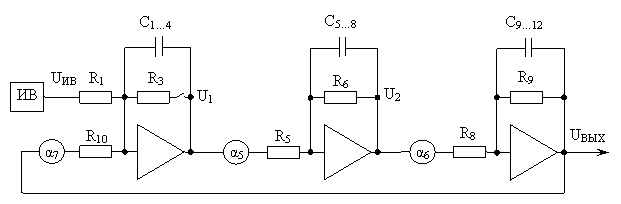 C1...4 C5...8 C9...12
UИВ R1 R3 U1 R6 U2 R9
ИВ
α7 R10 α5 R5 α6 R8 UВЫХ